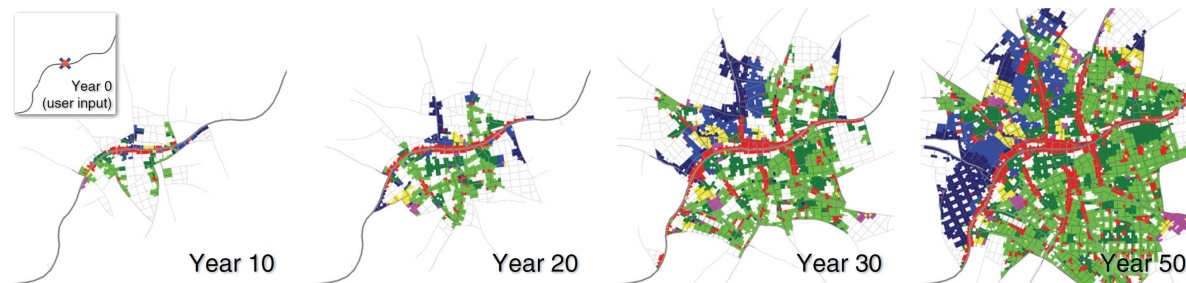 Year 0
(user input)
Year 10
Year 20
Year 30
Year 50